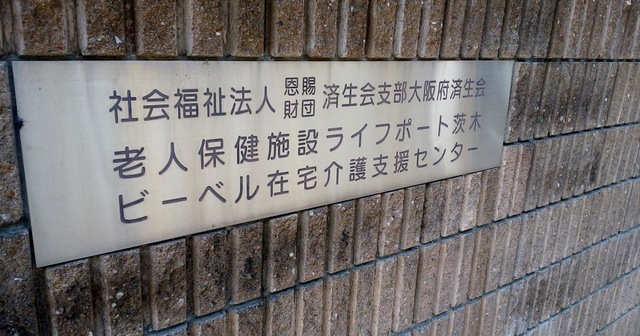 社会福祉法人 恩賜財団 済生会支部大阪府済生会
老人保健施設ライフポート茨木
ビーベル在宅介護支援センター